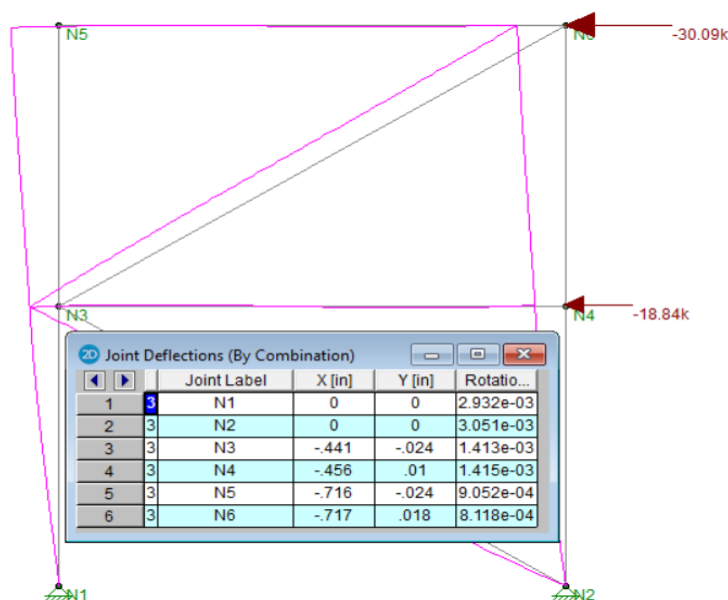 N5
-30.09k
N3
N4
-18.84k
2D Joint Deflections (By Combination)
Joint Label X [in] Y [in] Rotatio...
1 3 N1 0 0 2.932e-03
2 3 N2 0 0 3.051e-03
3 3 N3 -.441 -.024 1.413e-03
4 3 N4 -.456 .01 1.415e-03
5 3 N5 -.716 -.024 9.052e-04
6 3 N6 -.717 .018 8.118e-04
N1
N2